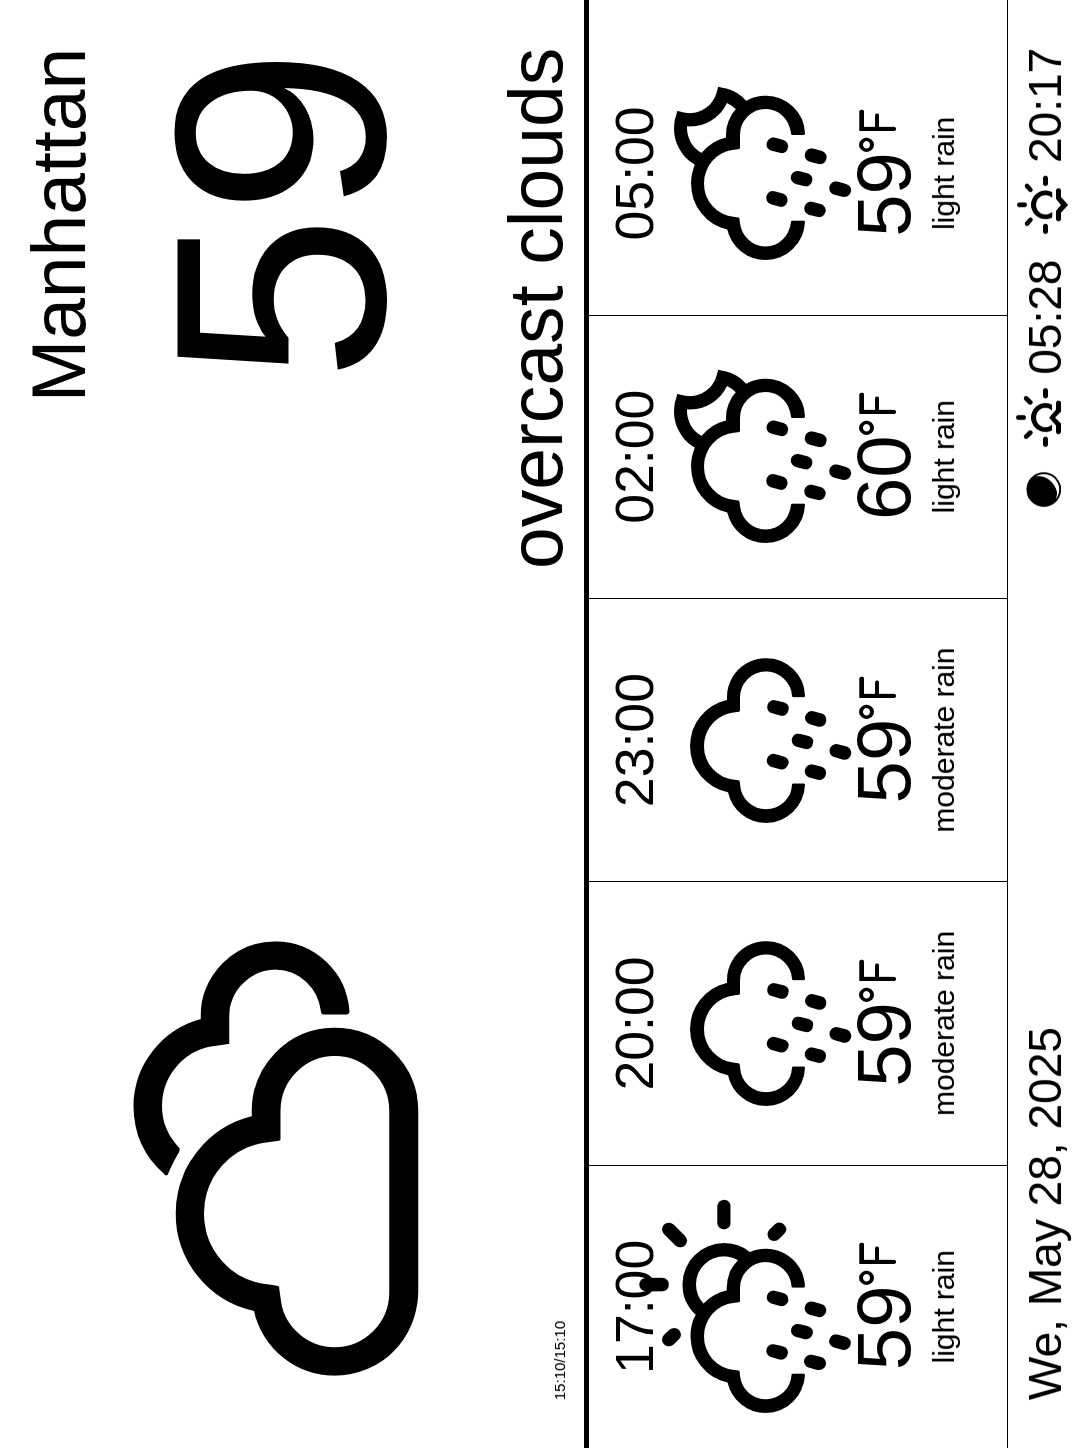 Manhattan
59
overcast clouds
15:10/15:10
17:00 20:00 23:00 02:00 05:00
59°F 59°F 59°F 60°F 59°F
light rain moderate rain moderate rain light rain light rain
We, May 28, 2025 05:28 20:17